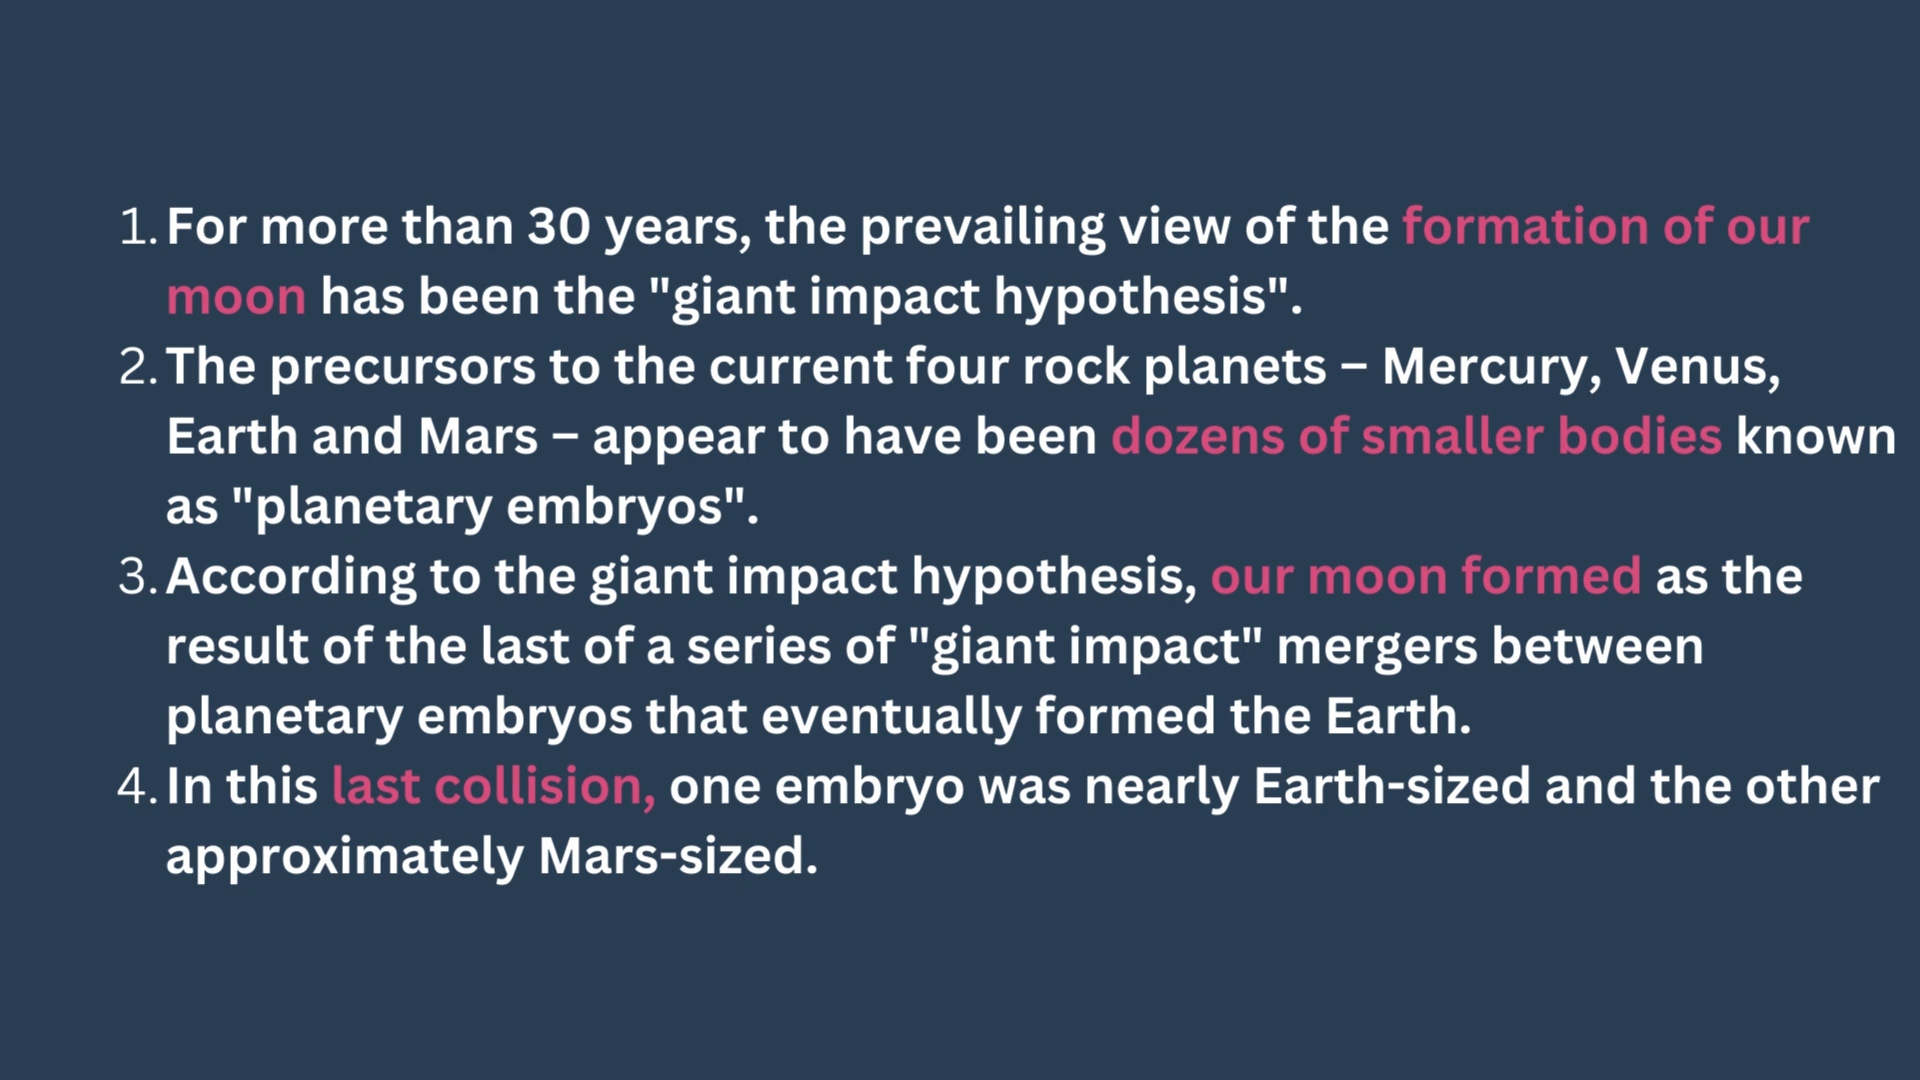 1. For more than 30 years, the prevailing view of the formation of our
moon has been the "giant impact hypothesis".
2. The precursors to the current four rock planets – Mercury, Venus,
Earth and Mars – appear to have been dozens of smaller bodies known
as "planetary embryos".
3. According to the giant impact hypothesis, our moon formed as the
result of the last of a series of "giant impact" mergers between
planetary embryos that eventually formed the Earth.
4. In this last collision, one embryo was nearly Earth-sized and the other
approximately Mars-sized.